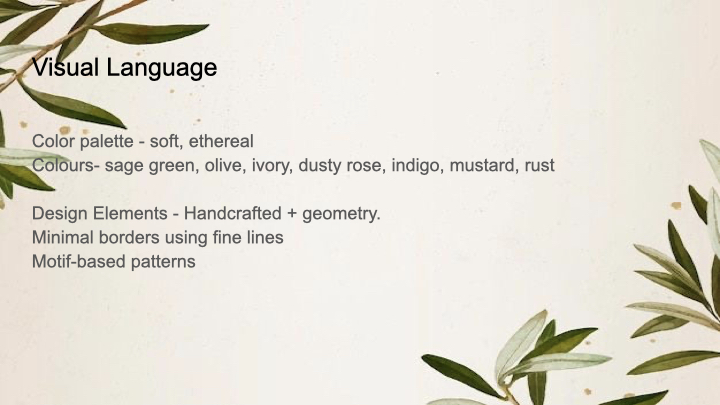 Visual Language
Color palette - soft, ethereal
Colours- sage green, olive, ivory, dusty rose, indigo, mustard, rust
Design Elements - Handcrafted + geometry.
Minimal borders using fine lines
Motif-based patterns